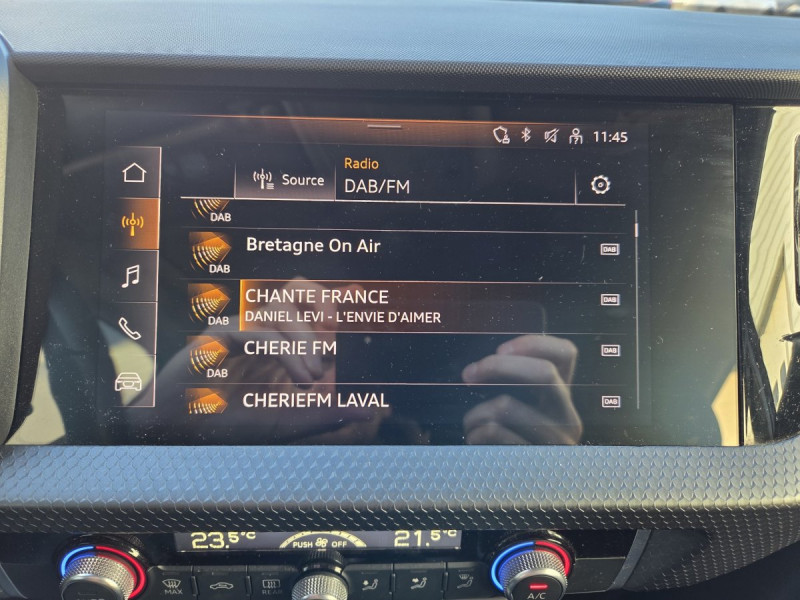 11:45
Radio
Source
DAB/FM
DAB
Bretagne On Air
DAB
DAB
CHANTE FRANCE
DAB
DANIEL LEVI - L'ENVIE D'AIMER
DAB
CHERIE FM
DAB
DAB
CHERIEFM LAVAL
DAB
23.5°C
PUSH OFF
21.5°C
MAX
REAR
A/C